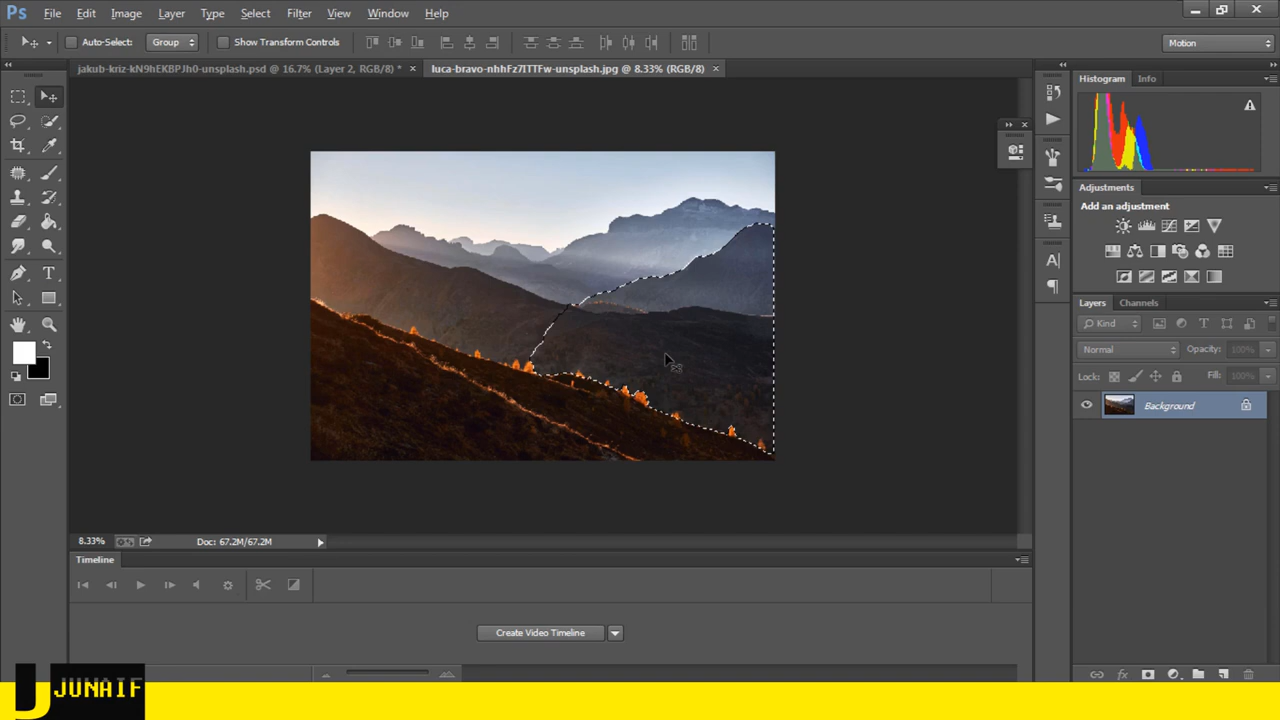 Ps File Edit Image Layer Type Select Filter View Window Help
Auto-Select: Group Show Transform Controls Motion
jakub-kriz-kN9hEKBPJh0-unsplash.psd @ 16.7% (Layer 2, RGB/8) * luca-bravo-nhhFz7ITTFw-unsplash.jpg @ 8.33% (RGB/8)
Histogram Info
Adjustments
Add an adjustment
Layers Channels
Kind
Normal Opacity: 100%
Lock: Fill: 100%
Background
8.33% Doc: 67.2M/67.2M
Timeline
Create Video Timeline
JUNAIF